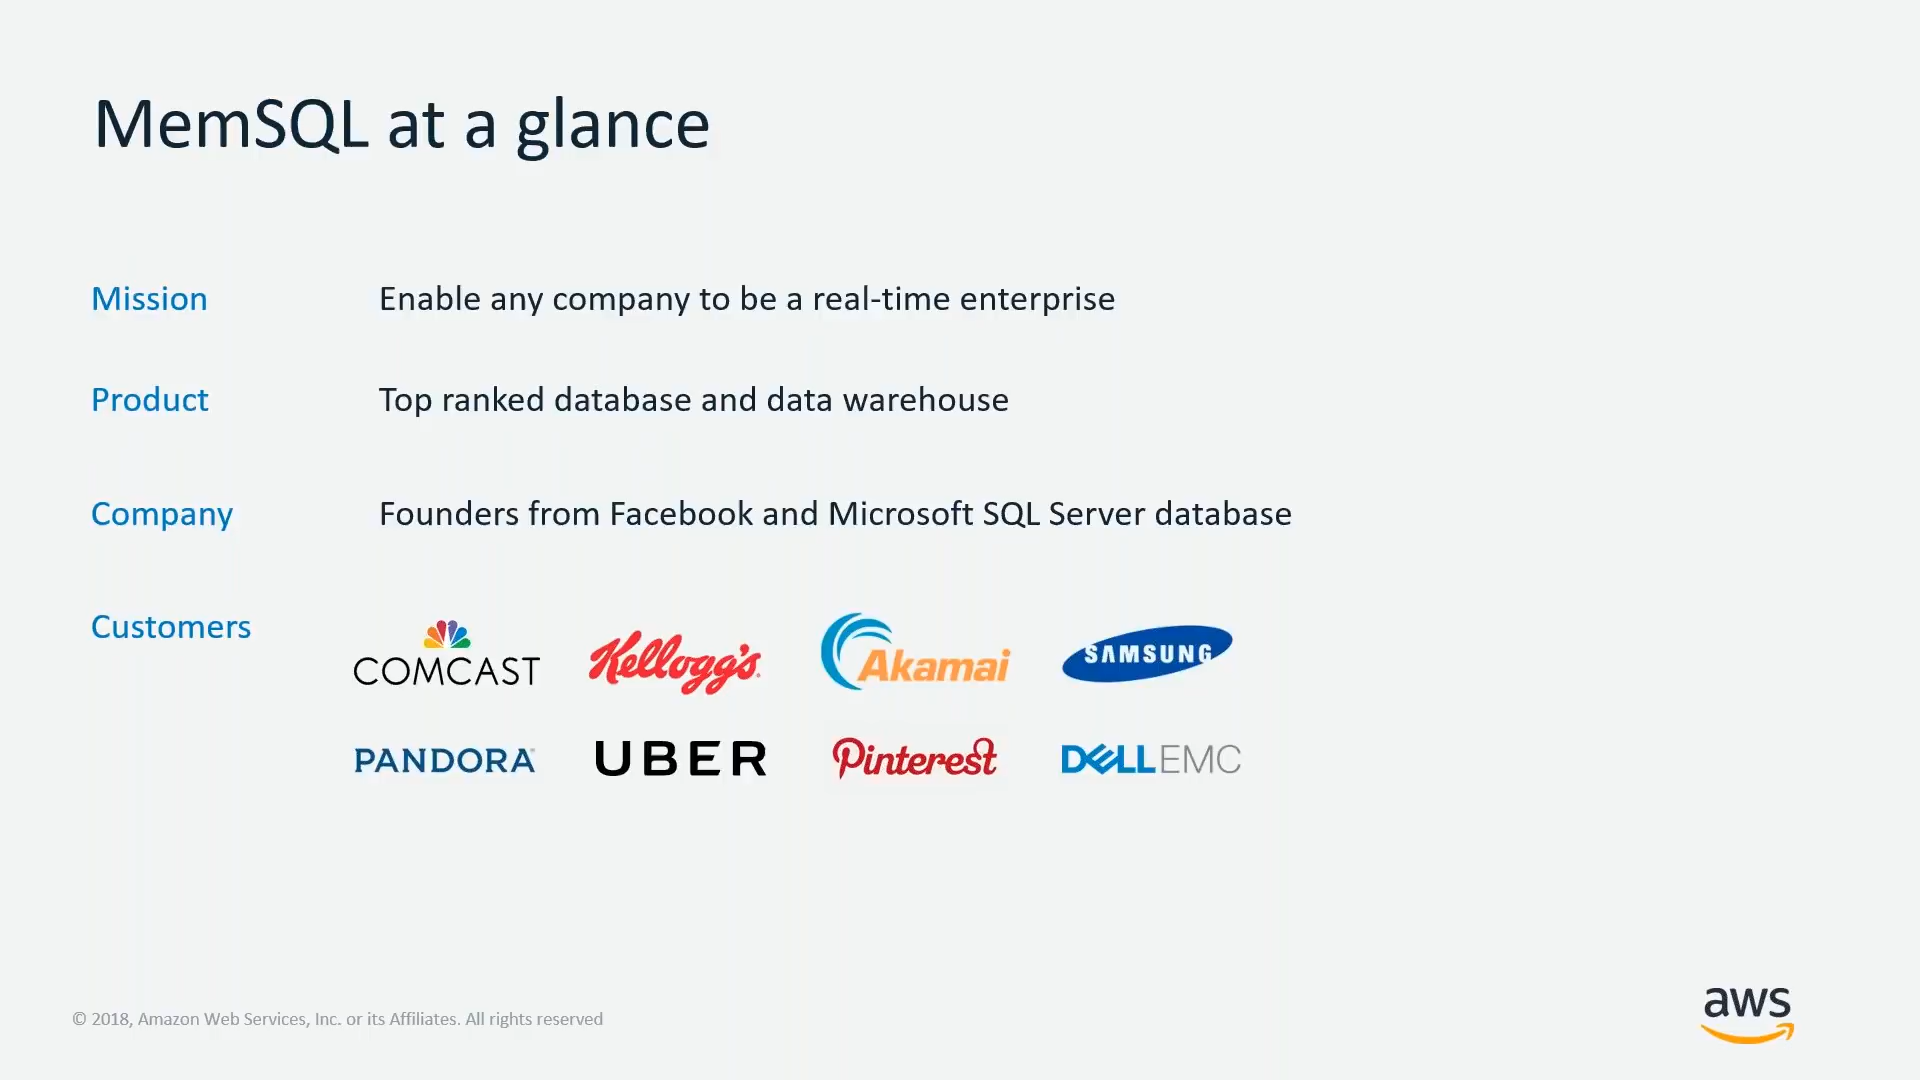 MemSQL at a glance
Mission Enable any company to be a real-time enterprise
Product Top ranked database and data warehouse
Company Founders from Facebook and Microsoft SQL Server database
Customers
COMCAST Kellogg's Akamai SAMSUNG
PANDORA UBER Pinterest DELLEMC
© 2018, Amazon Web Services, Inc. or its Affiliates. All rights reserved
aws